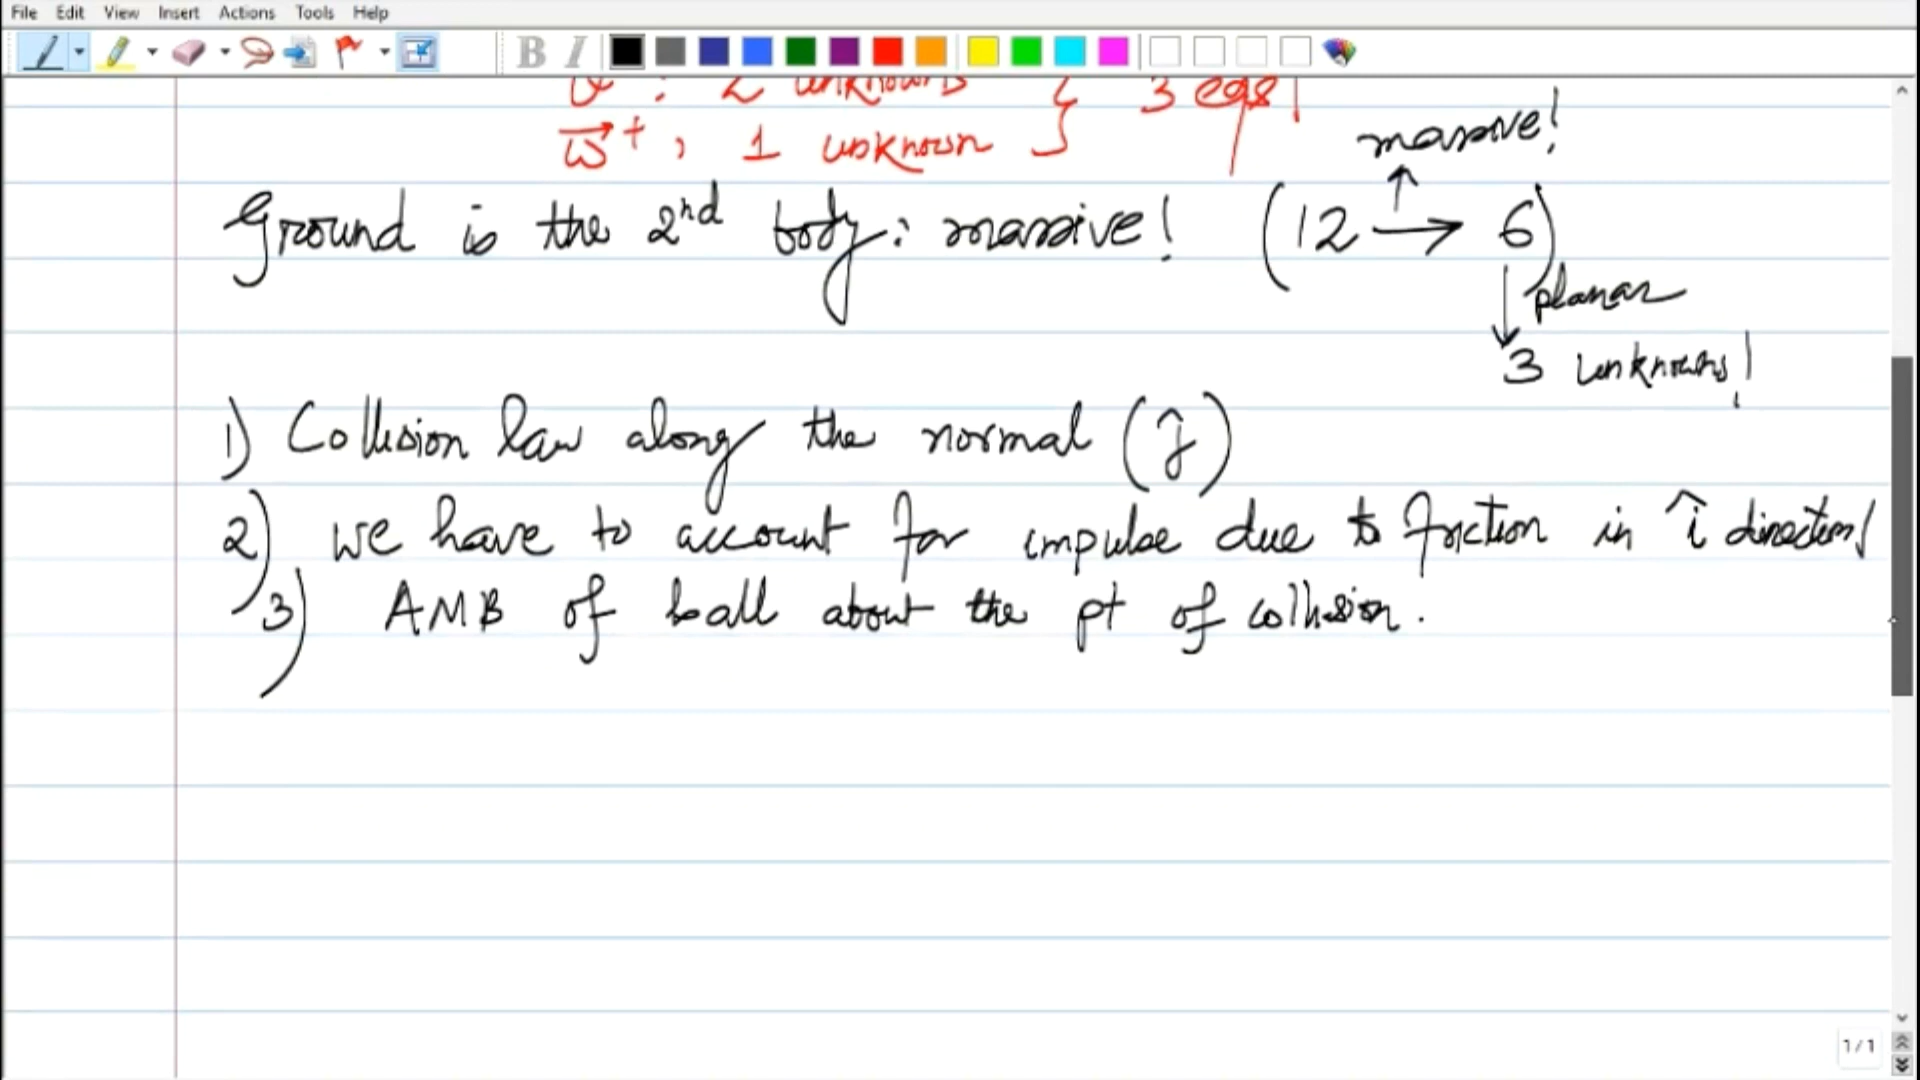 File Edit View Insert Actions Tools Help
B I
: 2 unknowns } 3 eqs!
ω⃗⁺, 1 unknown
massive!
Ground is the 2nd body: massive! (12 → 6)
planar
3 unknowns!
1) Collision law along the normal (ĵ)
2) we have to account for impulse due to friction in î direction!
3) AMB of ball about the pt of collision.
1/1